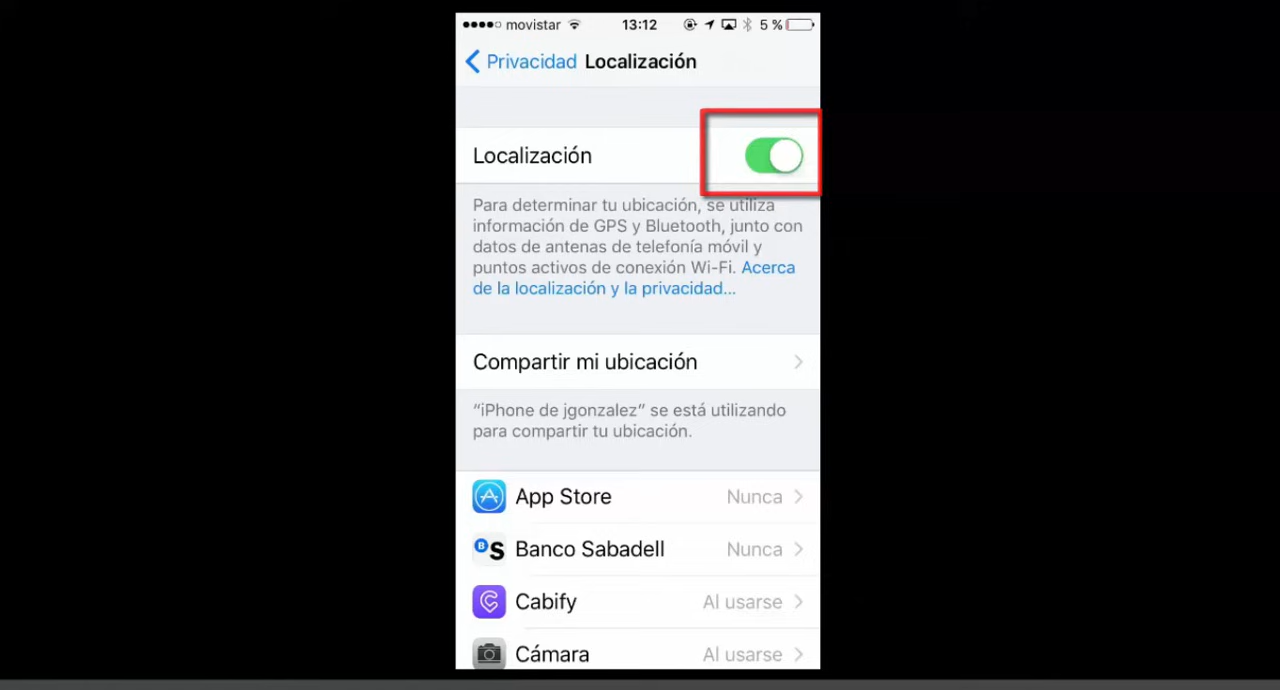 movistar 13:12 5 %
Privacidad Localización
Localización
Para determinar tu ubicación, se utiliza
información de GPS y Bluetooth, junto con
datos de antenas de telefonía móvil y
puntos activos de conexión Wi-Fi. Acerca
de la localización y la privacidad...
Compartir mi ubicación
“iPhone de jgonzalez” se está utilizando
para compartir tu ubicación.
App Store Nunca
BS Banco Sabadell Nunca
Cabify Al usarse
Cámara Al usarse